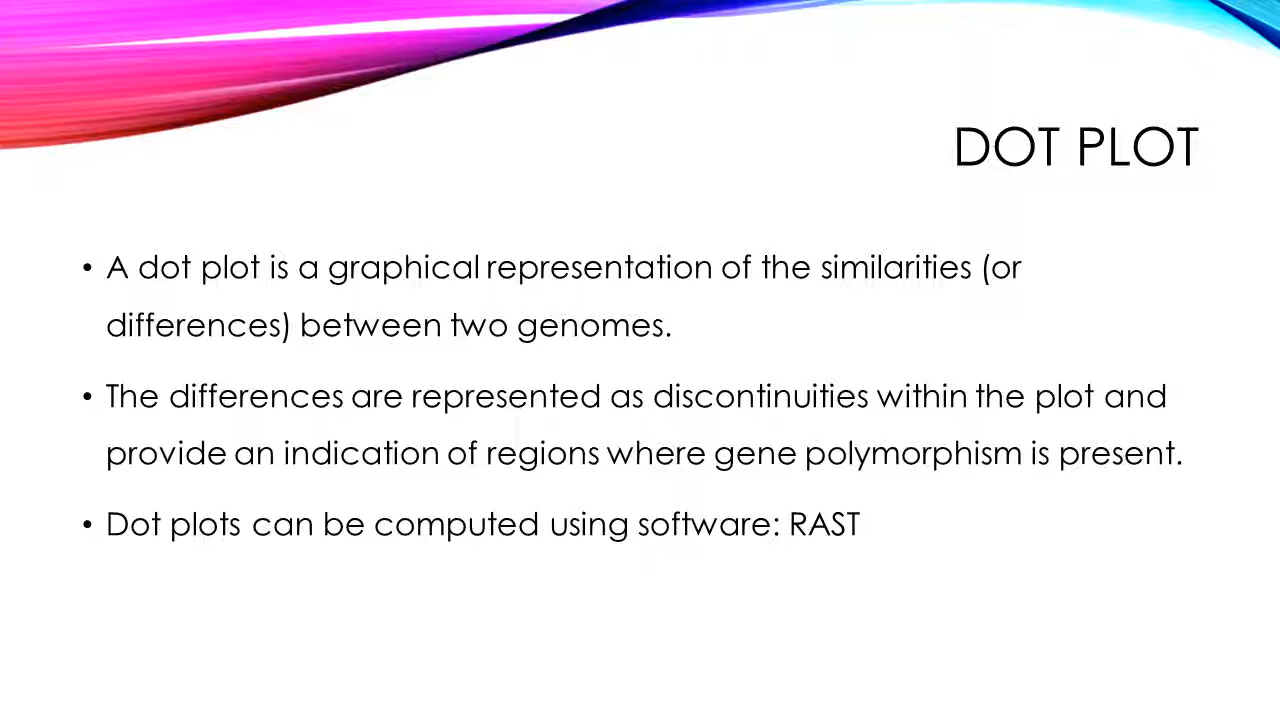 DOT PLOT
• A dot plot is a graphical representation of the similarities (or
differences) between two genomes.
• The differences are represented as discontinuities within the plot and
provide an indication of regions where gene polymorphism is present.
• Dot plots can be computed using software: RAST